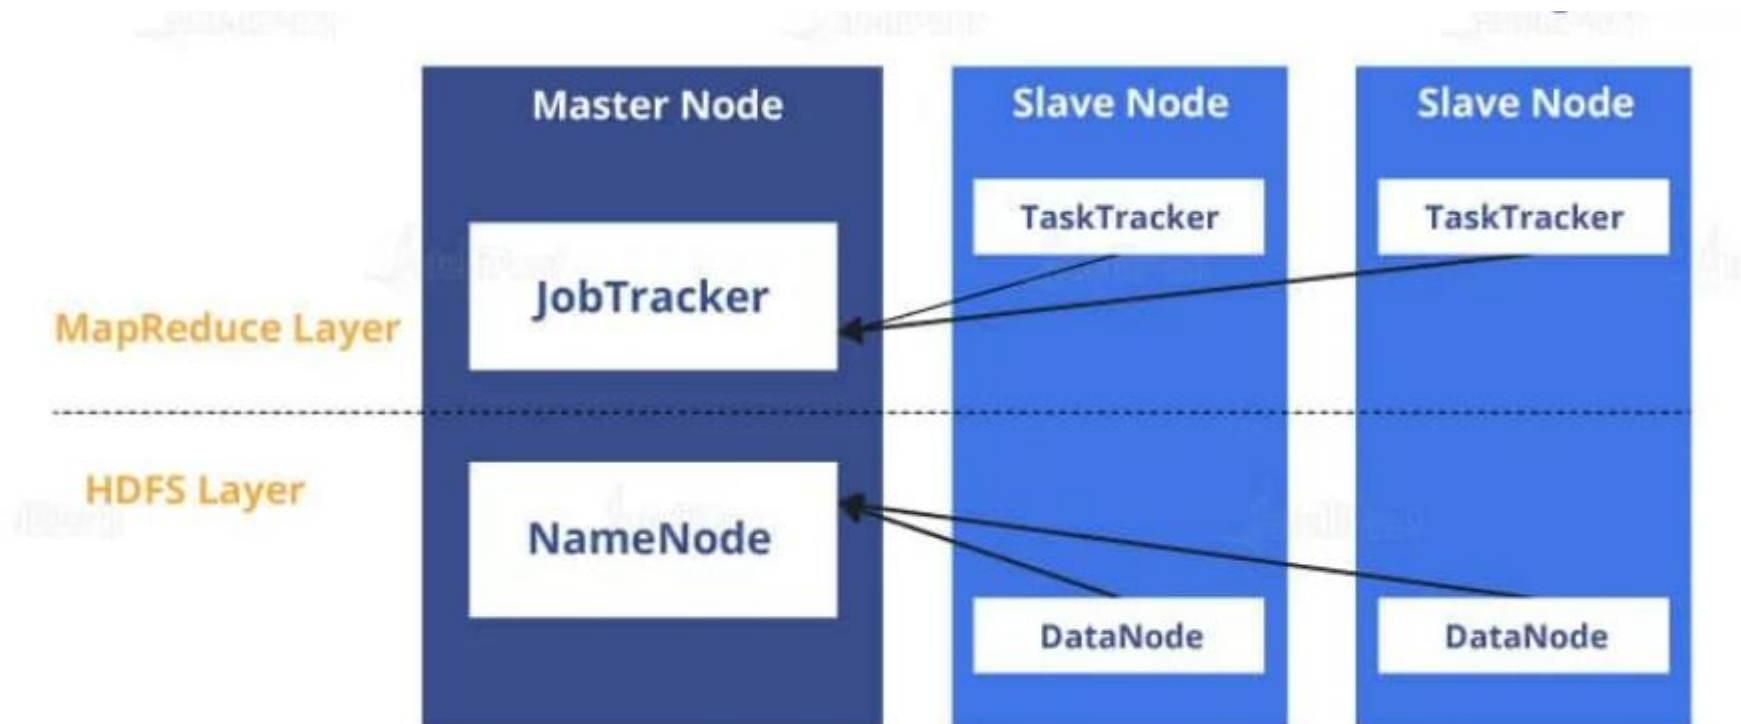 Master Node
Slave Node
Slave Node
TaskTracker
TaskTracker
JobTracker
MapReduce Layer
HDFS Layer
NameNode
DataNode
DataNode